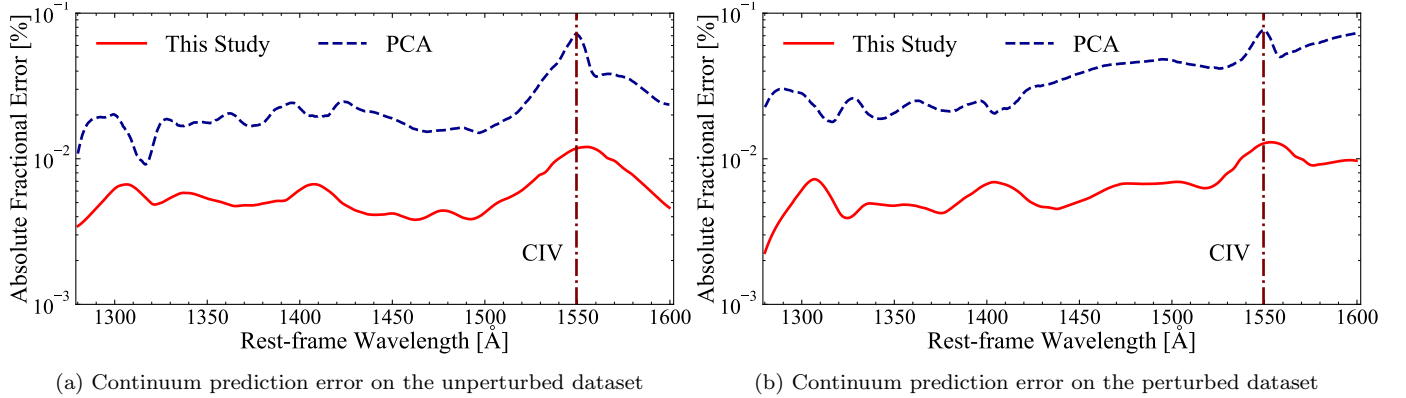 Absolute Fractional Error [%]
10⁻¹
10⁻²
10⁻³
This Study
PCA
CIV
1300 1350 1400 1450 1500 1550 1600
Rest-frame Wavelength [Å]
(a) Continuum prediction error on the unperturbed dataset
Absolute Fractional Error [%]
10⁻¹
10⁻²
10⁻³
This Study
PCA
CIV
1300 1350 1400 1450 1500 1550 1600
Rest-frame Wavelength [Å]
(b) Continuum prediction error on the perturbed dataset